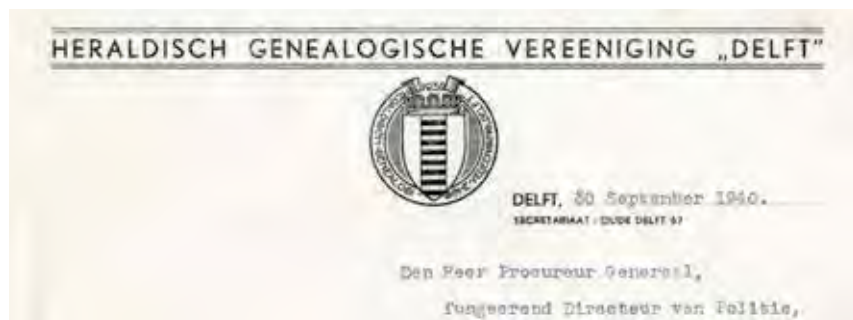 HERALDISCH GENEALOGISCHE VEREENIGING „DELFT"
DELFT, 30 September 1940.
SECRETARIAAT : OUDE DELFT 67
Den Heer Procureur Generaal,
fungeerend Directeur van Politie,